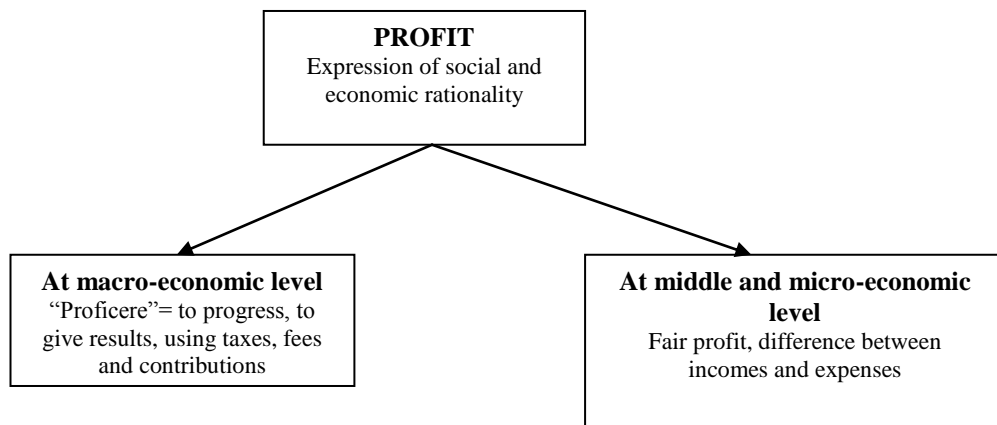 PROFIT
Expression of social and
economic rationality
At macro-economic level
“Proficere”= to progress, to
give results, using taxes, fees
and contributions
At middle and micro-economic
level
Fair profit, difference between
incomes and expenses